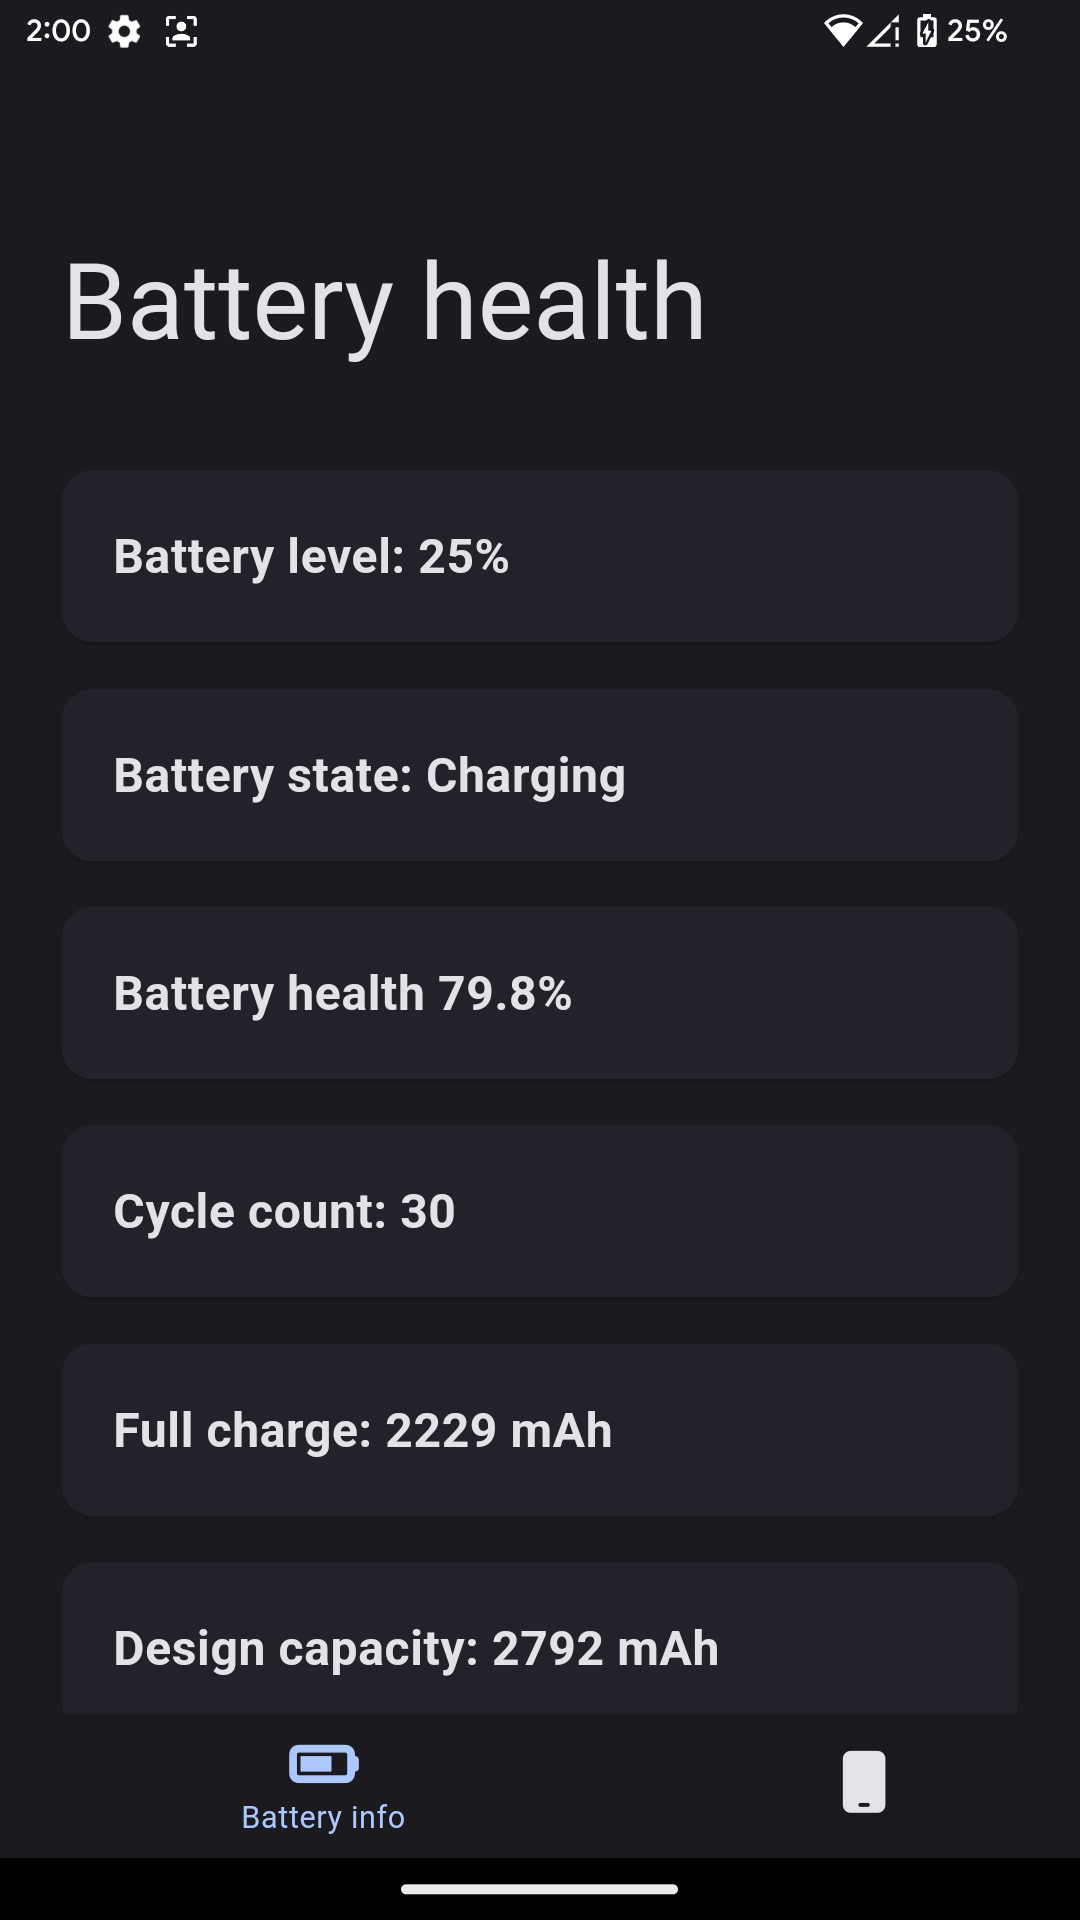 2:00 25%
Battery health
Battery level: 25%
Battery state: Charging
Battery health 79.8%
Cycle count: 30
Full charge: 2229 mAh
Design capacity: 2792 mAh
Battery info